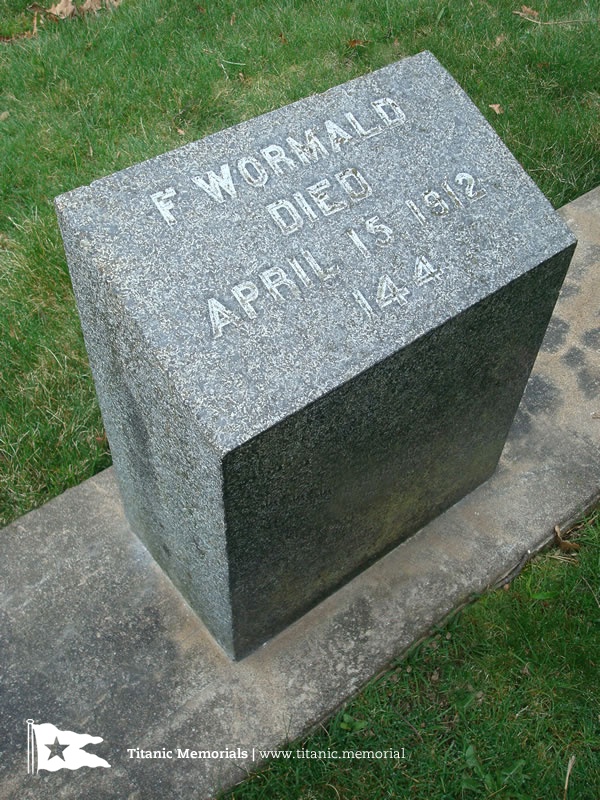 F WORMALD
DIED
APRIL 15, 1912
144
Titanic Memorials | www.titanic.memorial